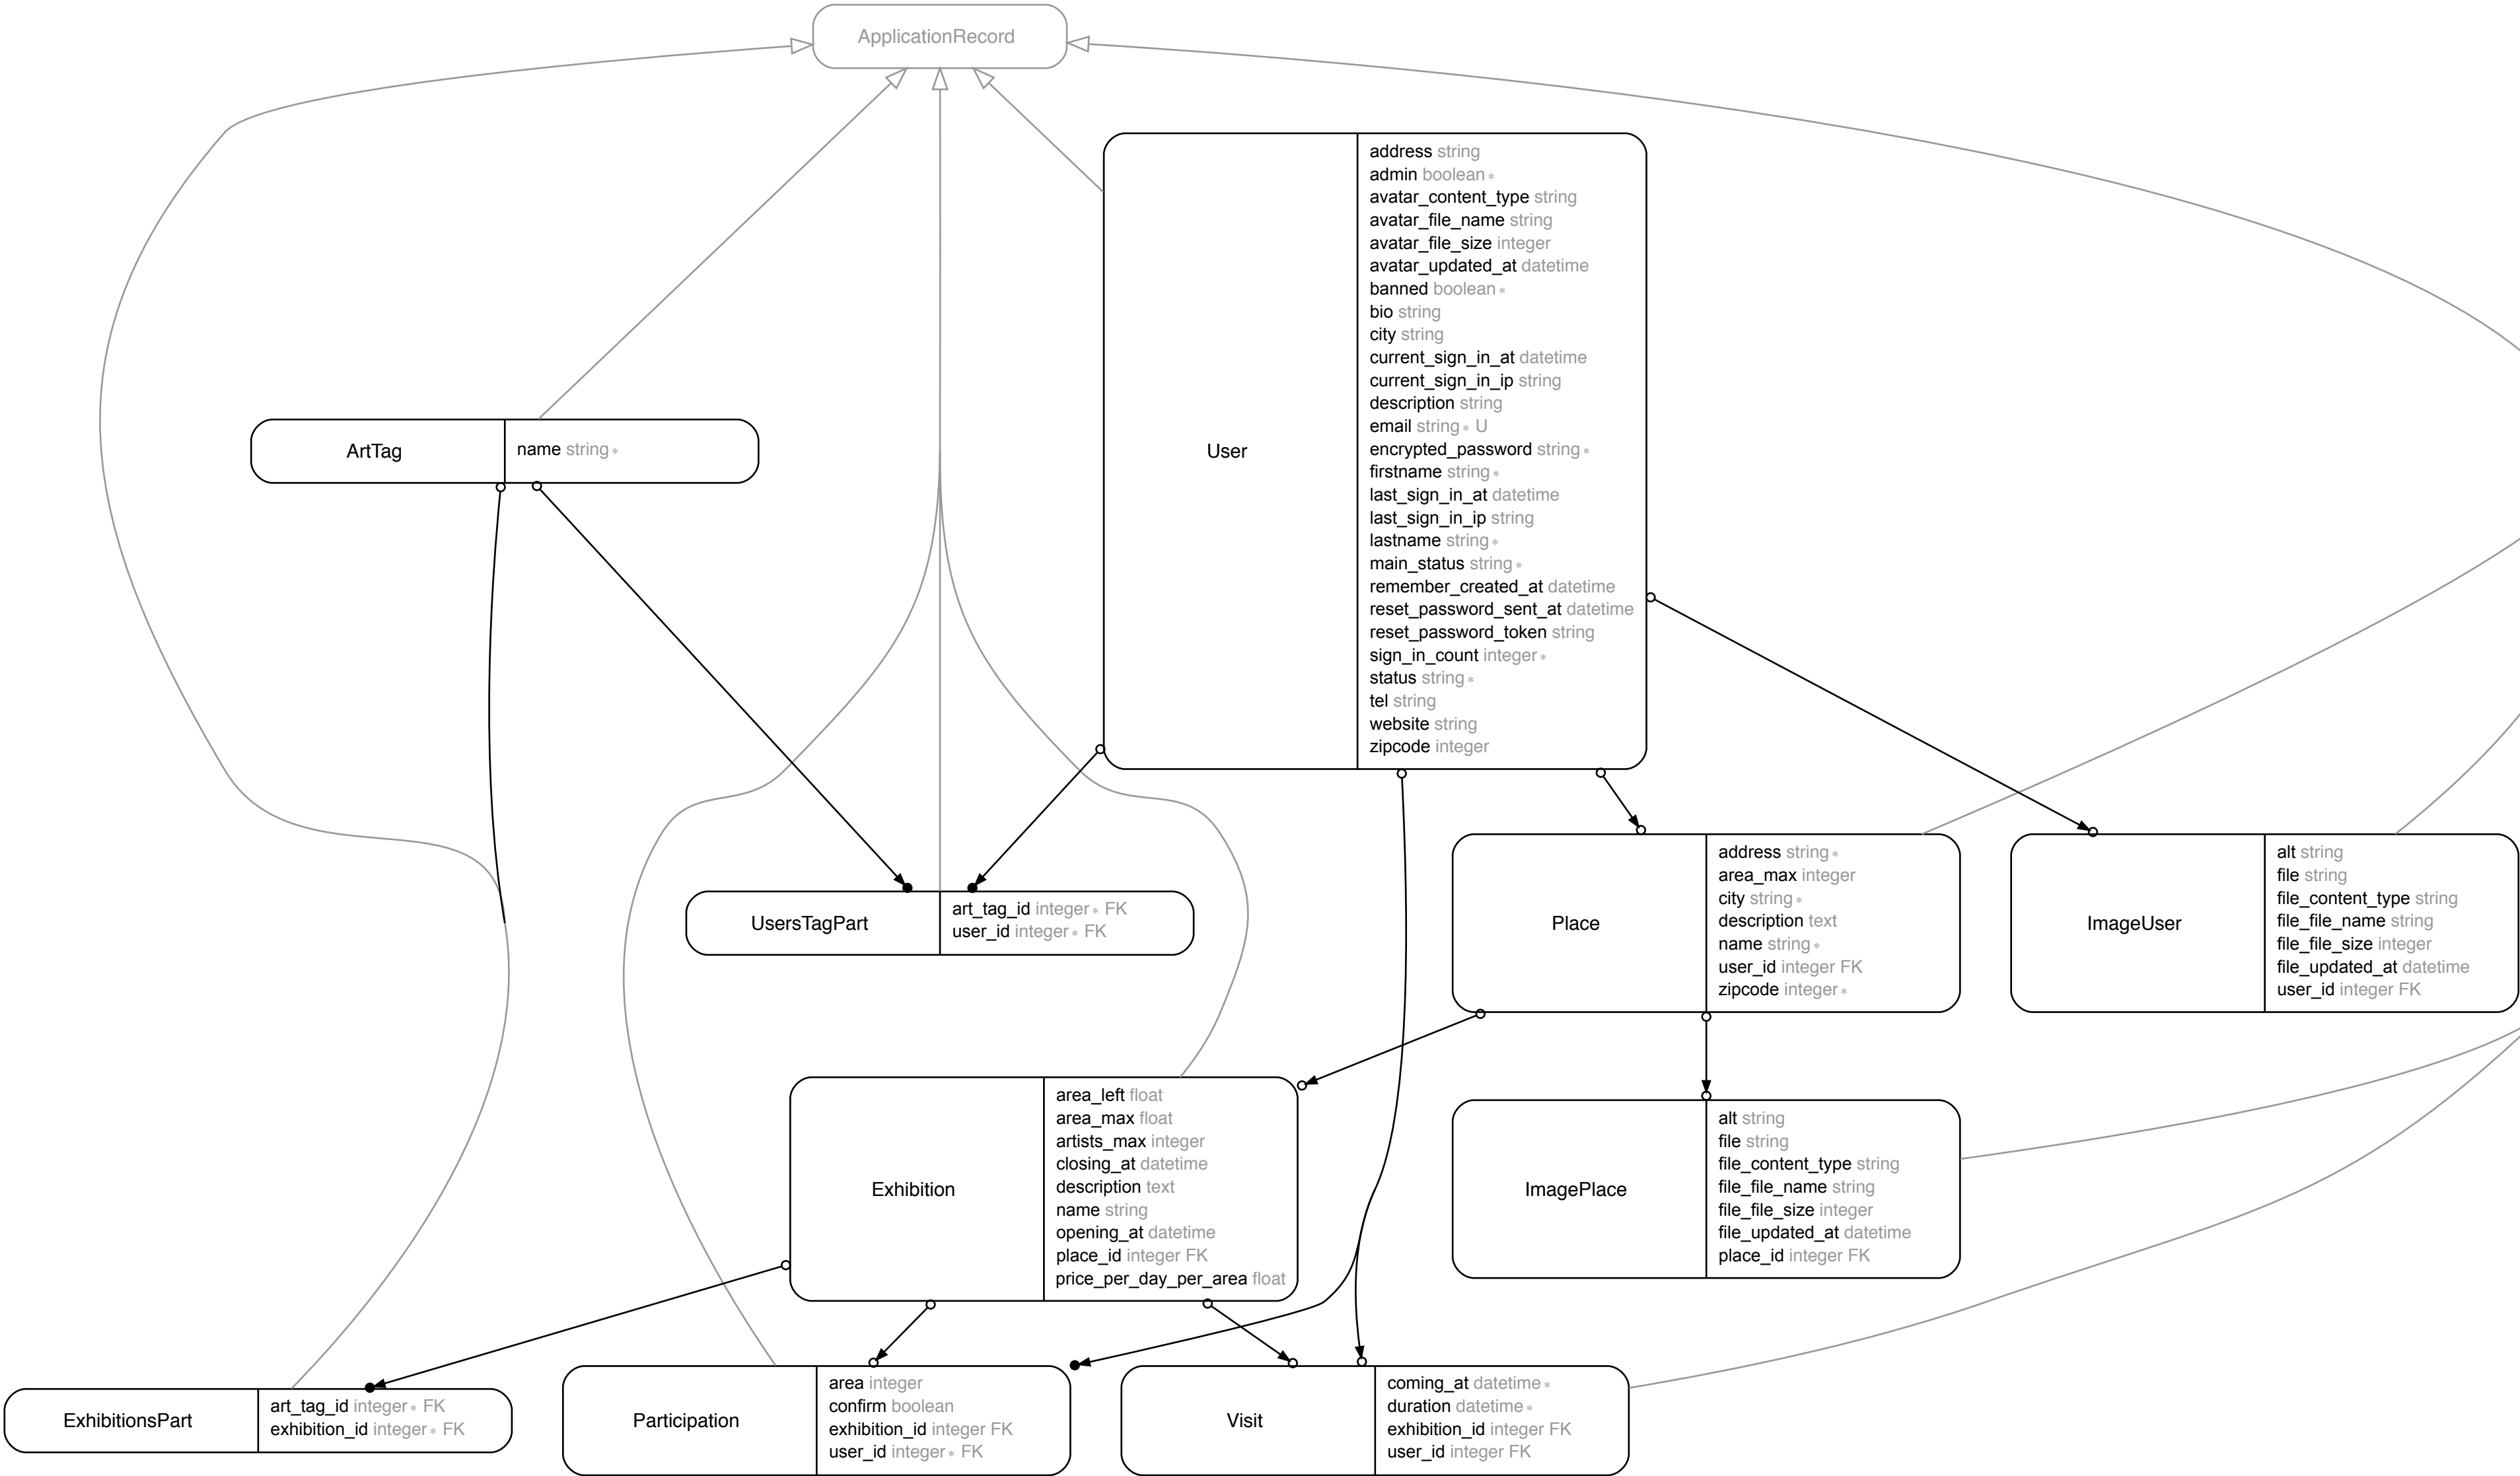 ApplicationRecord
User
address string
admin boolean *
avatar_content_type string
avatar_file_name string
avatar_file_size integer
avatar_updated_at datetime
banned boolean *
bio string
city string
current_sign_in_at datetime
current_sign_in_ip string
description string
email string * U
encrypted_password string *
firstname string *
last_sign_in_at datetime
last_sign_in_ip string
lastname string *
main_status string *
remember_created_at datetime
reset_password_sent_at datetime
reset_password_token string
sign_in_count integer *
status string *
tel string
website string
zipcode integer
ArtTag
name string *
UsersTagPart
art_tag_id integer * FK
user_id integer * FK
Place
address string *
area_max integer
city string *
description text
name string *
user_id integer FK
zipcode integer *
ImageUser
alt string
file string
file_content_type string
file_file_name string
file_file_size integer
file_updated_at datetime
user_id integer FK
Exhibition
area_left float
area_max float
artists_max integer
closing_at datetime
description text
name string
opening_at datetime
place_id integer FK
price_per_day_per_area float
ImagePlace
alt string
file string
file_content_type string
file_file_name string
file_file_size integer
file_updated_at datetime
place_id integer FK
ExhibitionsPart
art_tag_id integer * FK
exhibition_id integer * FK
Participation
area integer
confirm boolean
exhibition_id integer FK
user_id integer * FK
Visit
coming_at datetime *
duration datetime *
exhibition_id integer FK
user_id integer FK